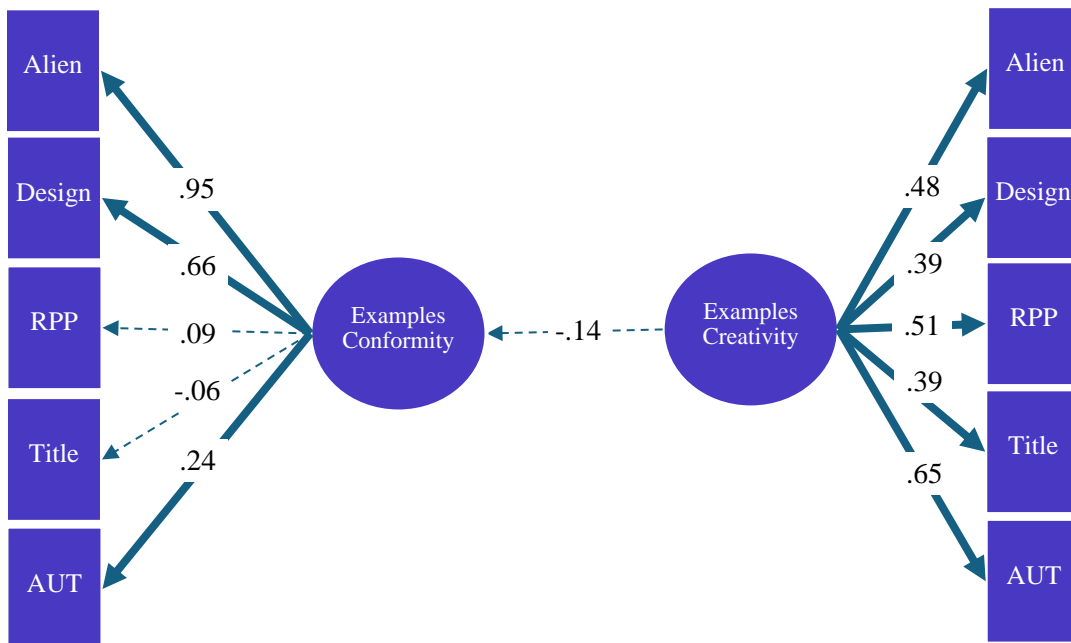 Alien
Design
RPP
Title
AUT
.95
.66
.09
-.06
.24
Examples
Conformity
-.14
Examples
Creativity
.48
.39
.51
.39
.65
Alien
Design
RPP
Title
AUT